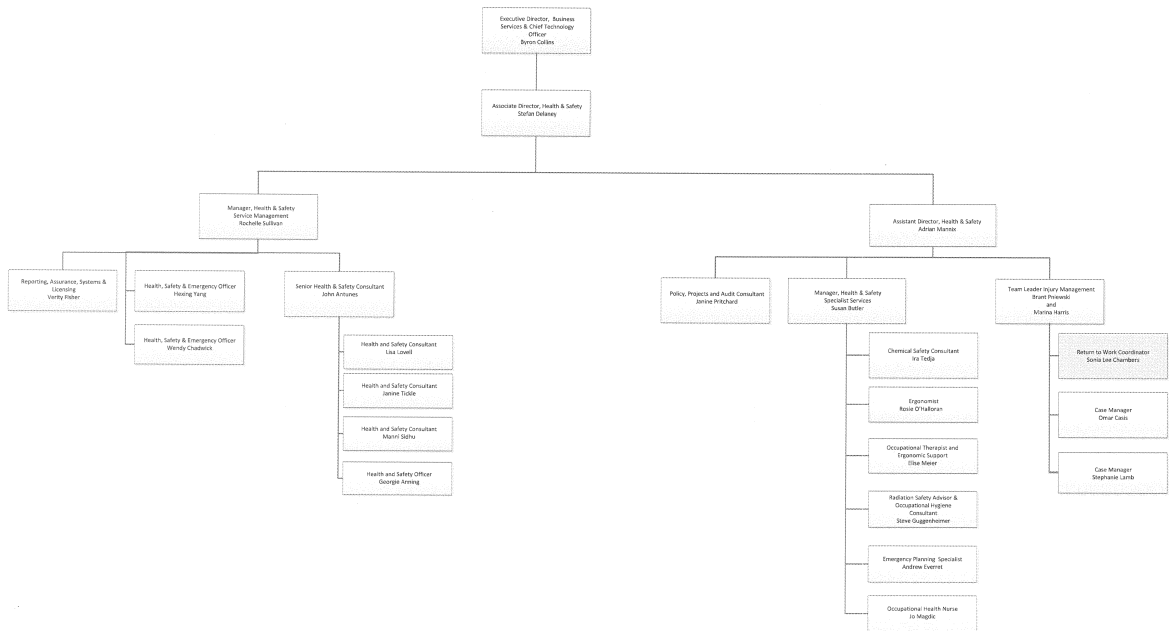 Executive Director, Business
Services & Chief Technology
Officer
Byron Collins
Associate Director, Health & Safety
Stefan Delaney
Manager, Health & Safety
Service Management
Rochelle Sullivan
Assistant Director, Health & Safety
Adrian Mannix
Reporting, Assurance, Systems &
Licensing
Verity Fisher
Health, Safety & Emergency Officer
Hexing Yang
Health, Safety & Emergency Officer
Wendy Chadwick
Senior Health & Safety Consultant
John Antunes
Health and Safety Consultant
Lisa Lovell
Health and Safety Consultant
Janine Tickle
Health and Safety Consultant
Manni Sidhu
Health and Safety Officer
Georgie Arming
Policy, Projects and Audit Consultant
Janine Pritchard
Manager, Health & Safety
Specialist Services
Susan Butler
Chemical Safety Consultant
Ira Tedja
Ergonomist
Rosie O'Halloran
Occupational Therapist and
Ergonomic Support
Elise Meier
Radiation Safety Advisor &
Occupational Hygiene
Consultant
Steve Guggenheimer
Emergency Planning Specialist
Andrew Everret
Occupational Health Nurse
Jo Magdic
Team Leader Injury Management
Brant Pniewski
and
Marina Harris
Return to Work Coordinator
Sonia Lee Chambers
Case Manager
Omar Casis
Case Manager
Stephanie Lamb